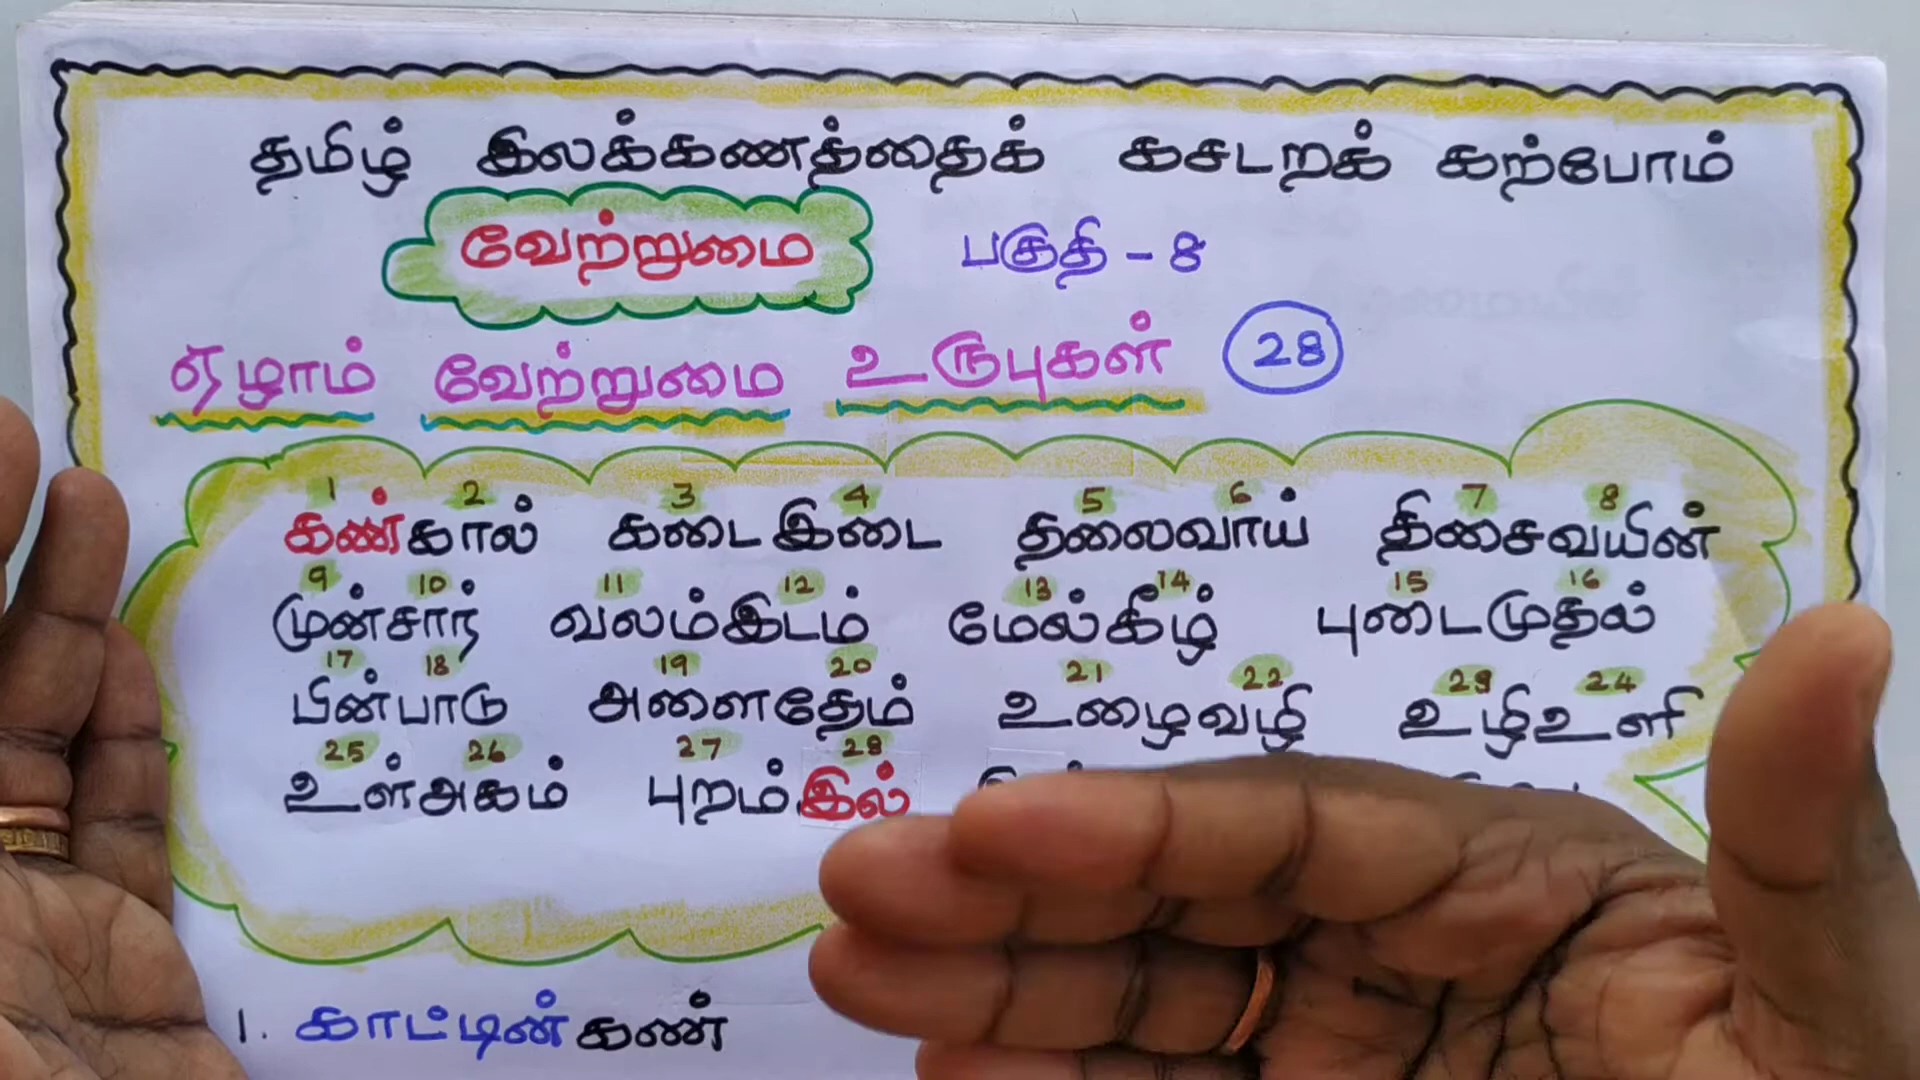 தமிழ் இலக்கணத்தைக் கசடறக் கற்போம்
வேற்றுமை பகுதி - 8
ஏழாம் வேற்றுமை உருபுகள் 28
1 2 3 4 5 6 7 8
கண்கால் கடைஇடை தலைவாய் திசைவயின்
9 10 11 12 13 14 15 16
முன்சார் வலம்இடம் மேல்கீழ் புடைமுதல்
17 18 19 20 21 22 23 24
பின்பாடு அளைதேம் உழைவழி உழிஉளி
25 26 27 28
உள்அகம் புறம்இல்
1. காட்டின்கண்